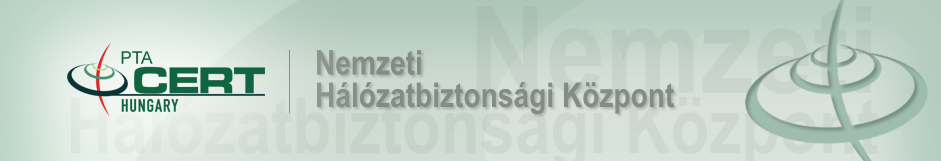 PTA
CERT
HUNGARY
Nemzeti
Hálózatbiztonsági Központ
Nemzeti
Hálózatbiztonsági Központ